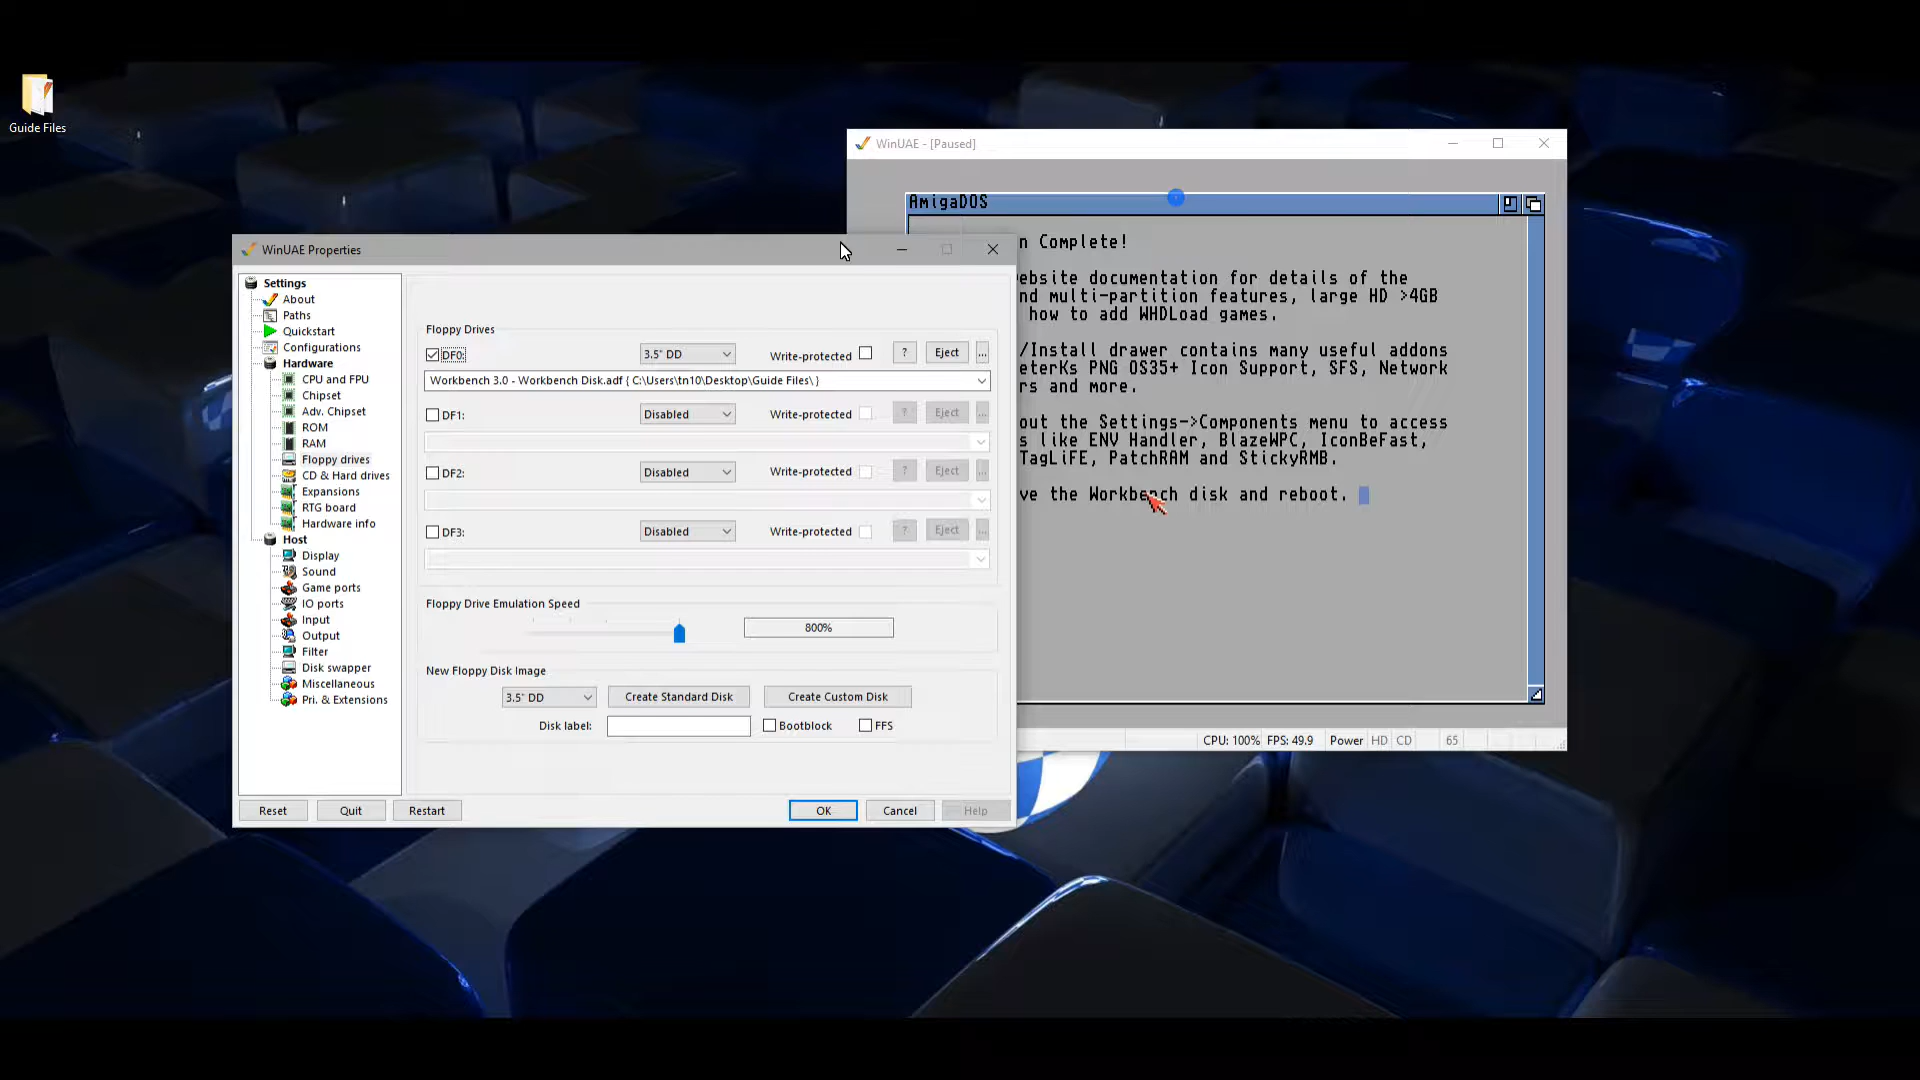 Guide Files
WinUAE - [Paused]
AmigaDOS
n Complete!
ebsite documentation for details of the
nd multi-partition features, large HD >4GB
how to add WHDLoad games.
/Install drawer contains many useful addons
eterKs PNG OS35+ Icon Support, SFS, Network
rs and more.
out the Settings->Components menu to access
s like ENV Handler, BlazeWPC, IconBeFast,
TagLiFE, PatchRAM and StickyRMB.
ve the Workbench disk and reboot.
CPU: 100% FPS: 49.9 Power HD CD 65
WinUAE Properties
Settings
About
Paths
Quickstart
Configurations
Hardware
CPU and FPU
Chipset
Adv. Chipset
ROM
RAM
Floppy drives
CD & Hard drives
Expansions
RTG board
Hardware info
Host
Display
Sound
Game ports
IO ports
Input
Output
Filter
Disk swapper
Miscellaneous
Pri. & Extensions
Floppy Drives
DF0: 3.5" DD Write-protected ? Eject ...
Workbench 3.0 - Workbench Disk.adf { C:\Users\tn10\Desktop\Guide Files\ }
DF1: Disabled Write-protected ? Eject ...
DF2: Disabled Write-protected ? Eject ...
DF3: Disabled Write-protected ? Eject ...
Floppy Drive Emulation Speed
800%
New Floppy Disk Image
3.5" DD Create Standard Disk Create Custom Disk
Disk label: Bootblock FFS
Reset Quit Restart OK Cancel Help